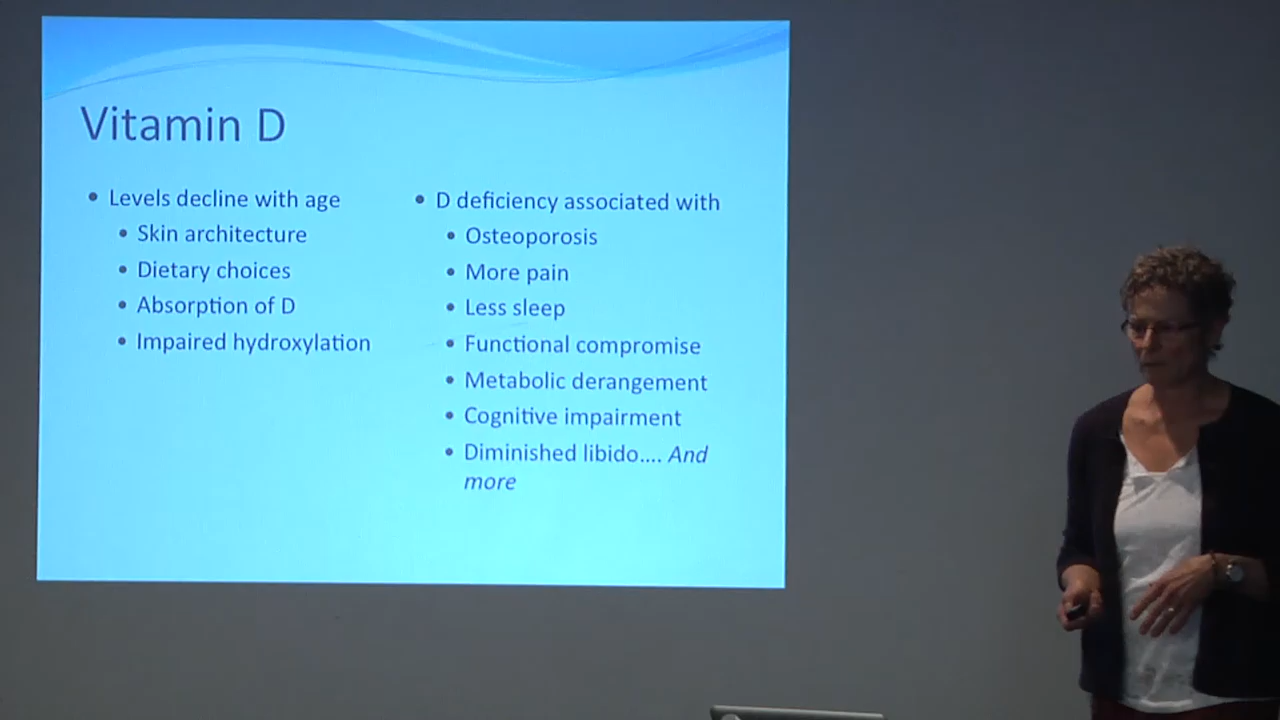 Vitamin D
• Levels decline with age
• Skin architecture
• Dietary choices
• Absorption of D
• Impaired hydroxylation
• D deficiency associated with
• Osteoporosis
• More pain
• Less sleep
• Functional compromise
• Metabolic derangement
• Cognitive impairment
• Diminished libido.... And
more